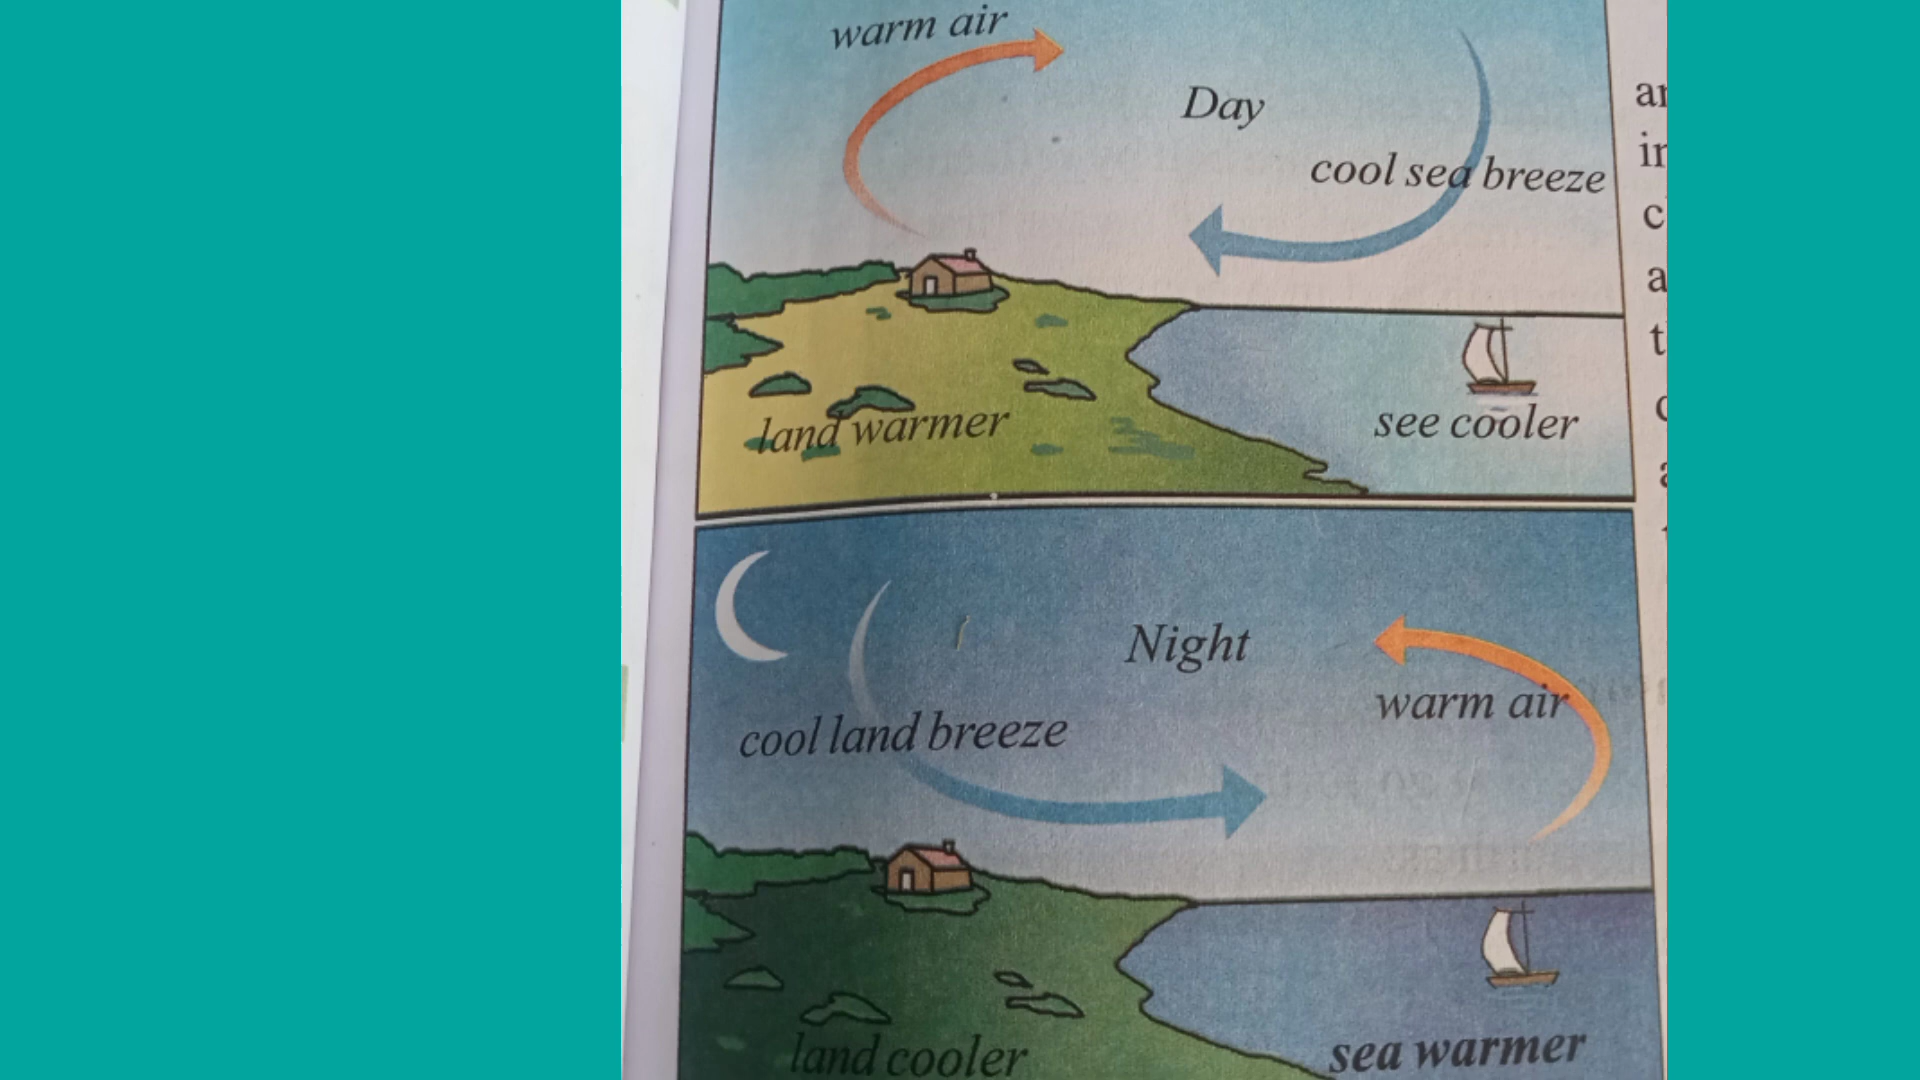 warm air
Day
cool sea breeze
land warmer
see cooler
Night
warm air
cool land breeze
land cooler
sea warmer